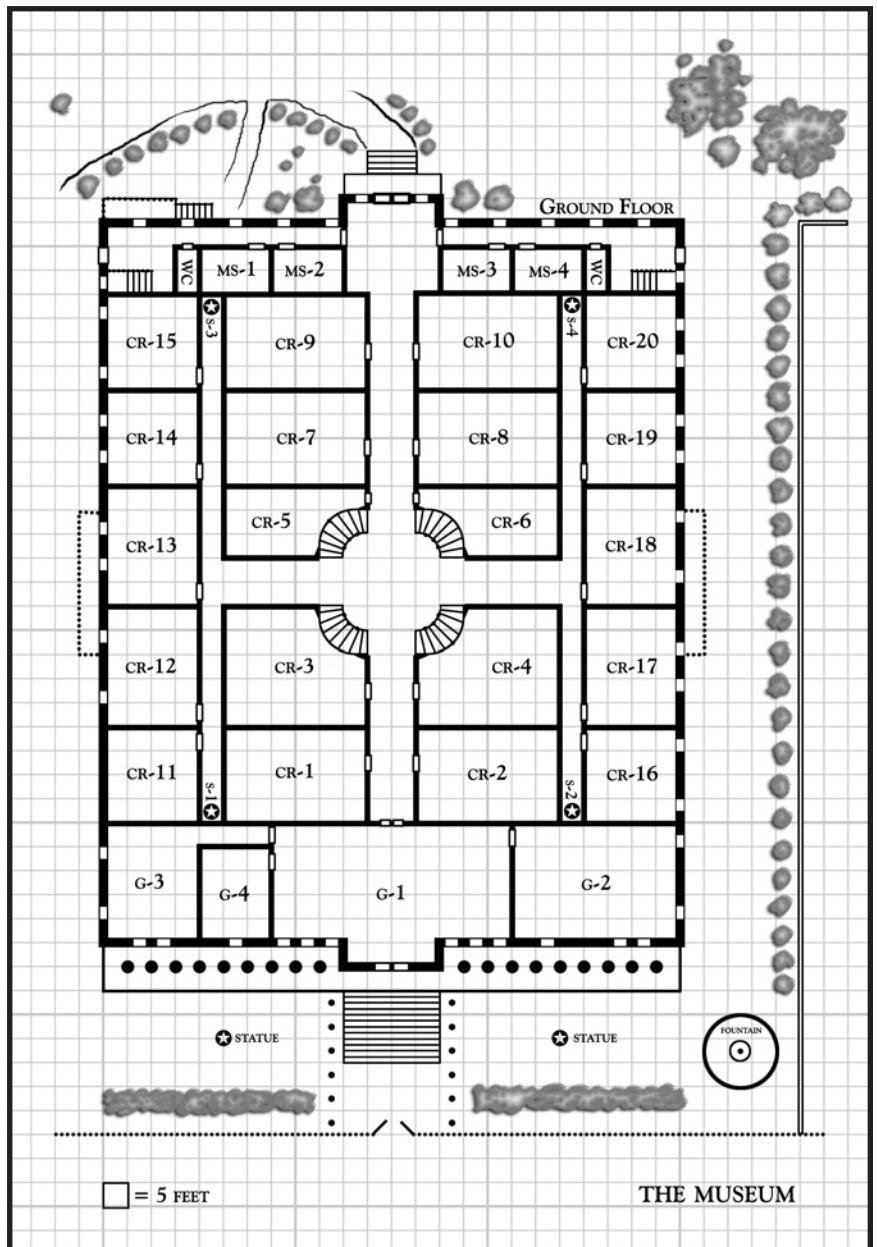 GROUND FLOOR
WC MS-1 MS-2 MS-3 MS-4 WC
S-3 S-4
CR-15 CR-9 CR-10 CR-20
CR-14 CR-7 CR-8 CR-19
CR-5 CR-6
CR-13 CR-18
CR-12 CR-3 CR-4 CR-17
CR-11 CR-1 CR-2 CR-16
S-1 S-2
G-3 G-4 G-1 G-2
FOUNTAIN
STATUE STATUE
= 5 FEET
THE MUSEUM